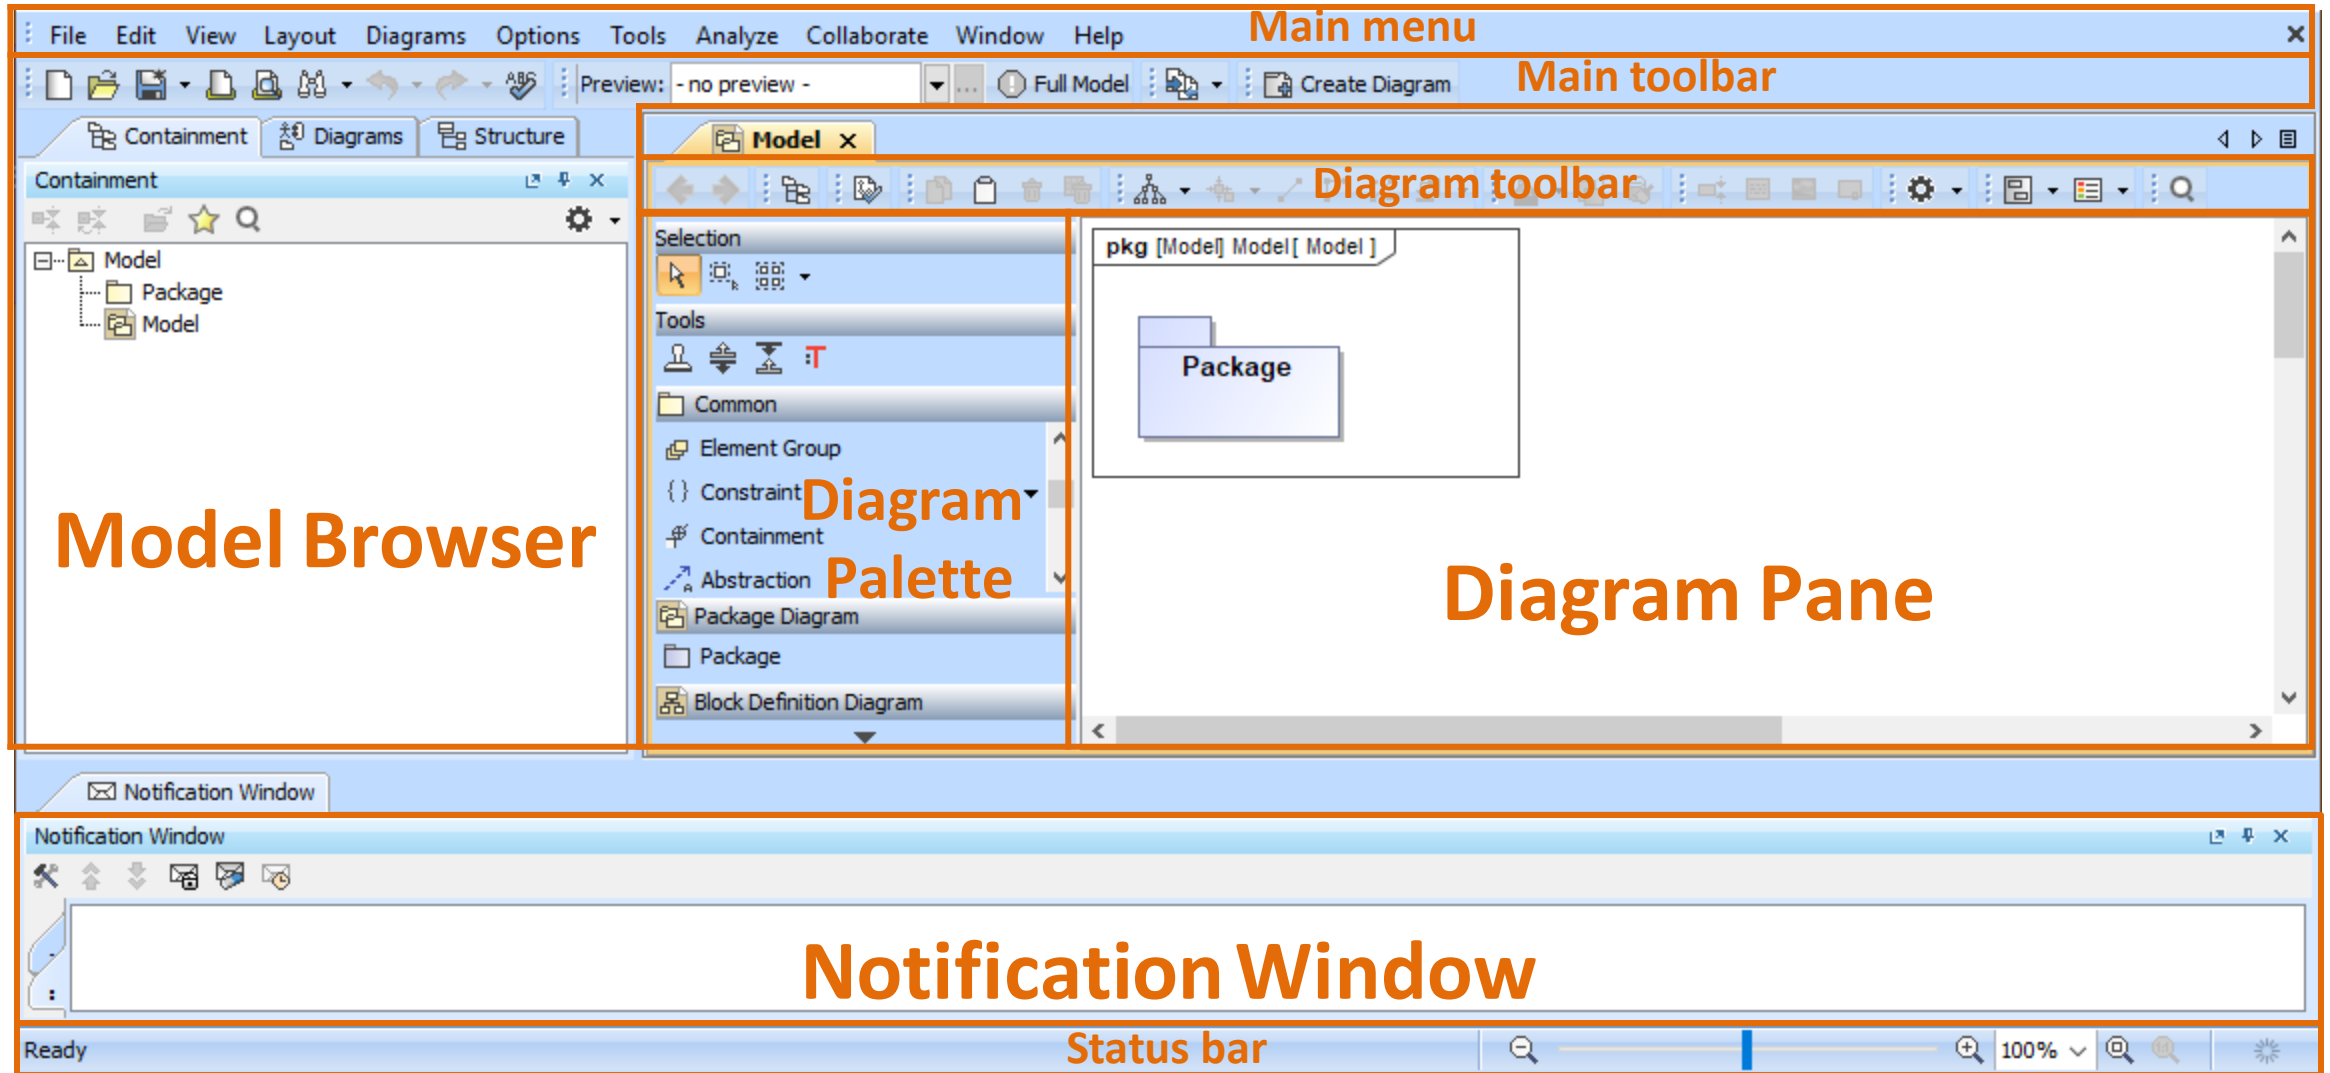 Main menu
File Edit View Layout Diagrams Options Tools Analyze Collaborate Window Help
Main toolbar
Preview: - no preview - ... Full Model Create Diagram
Containment Diagrams Structure
Model
Containment
Diagram toolbar
Model
Package
Model
Model Browser
Selection
Tools
Common
Element Group
{ } Constraint
Containment
Abstraction
Diagram
Palette
Package Diagram
Package
Block Definition Diagram
pkg [Model] Model[ Model ]
Package
Diagram Pane
Notification Window
Notification Window
Notification Window
Ready
Status bar
100%